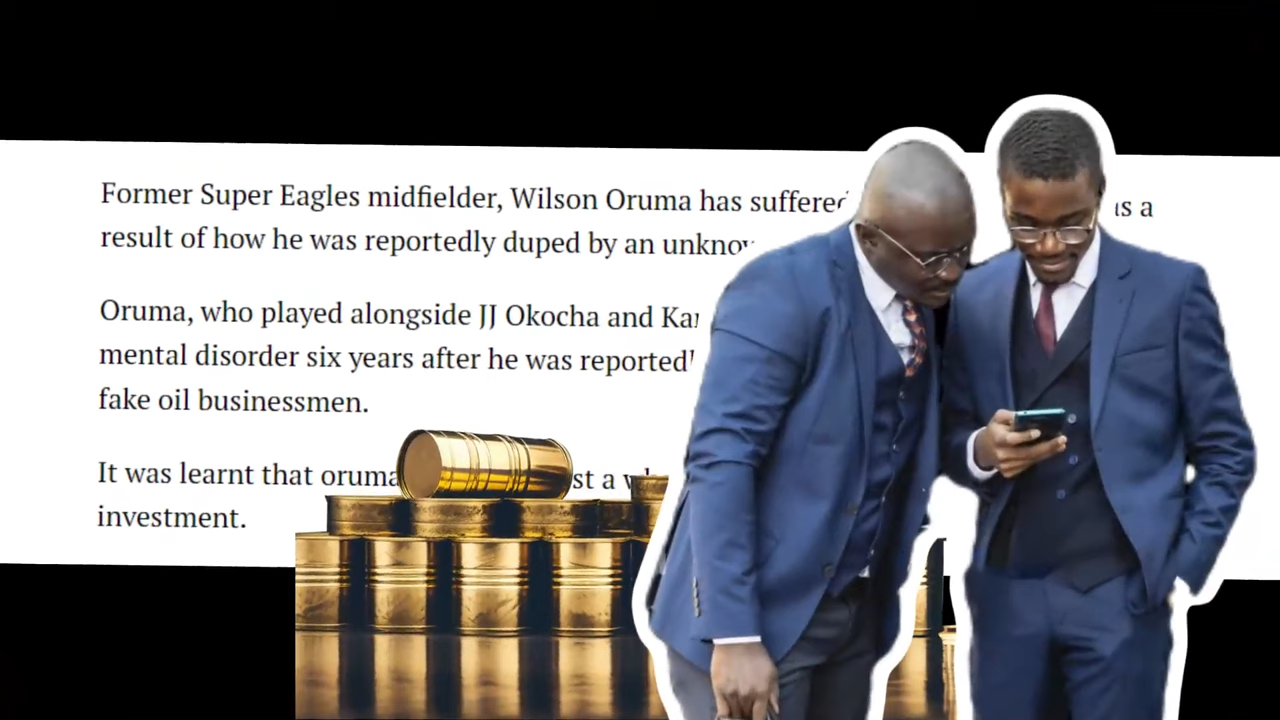 Former Super Eagles midfielder, Wilson Oruma has suffered as a
result of how he was reportedly duped by an
Oruma, who played alongside JJ Okocha and
mental disorder six years after he was
fake oil businessmen.
It was learnt that oruma a
investment.